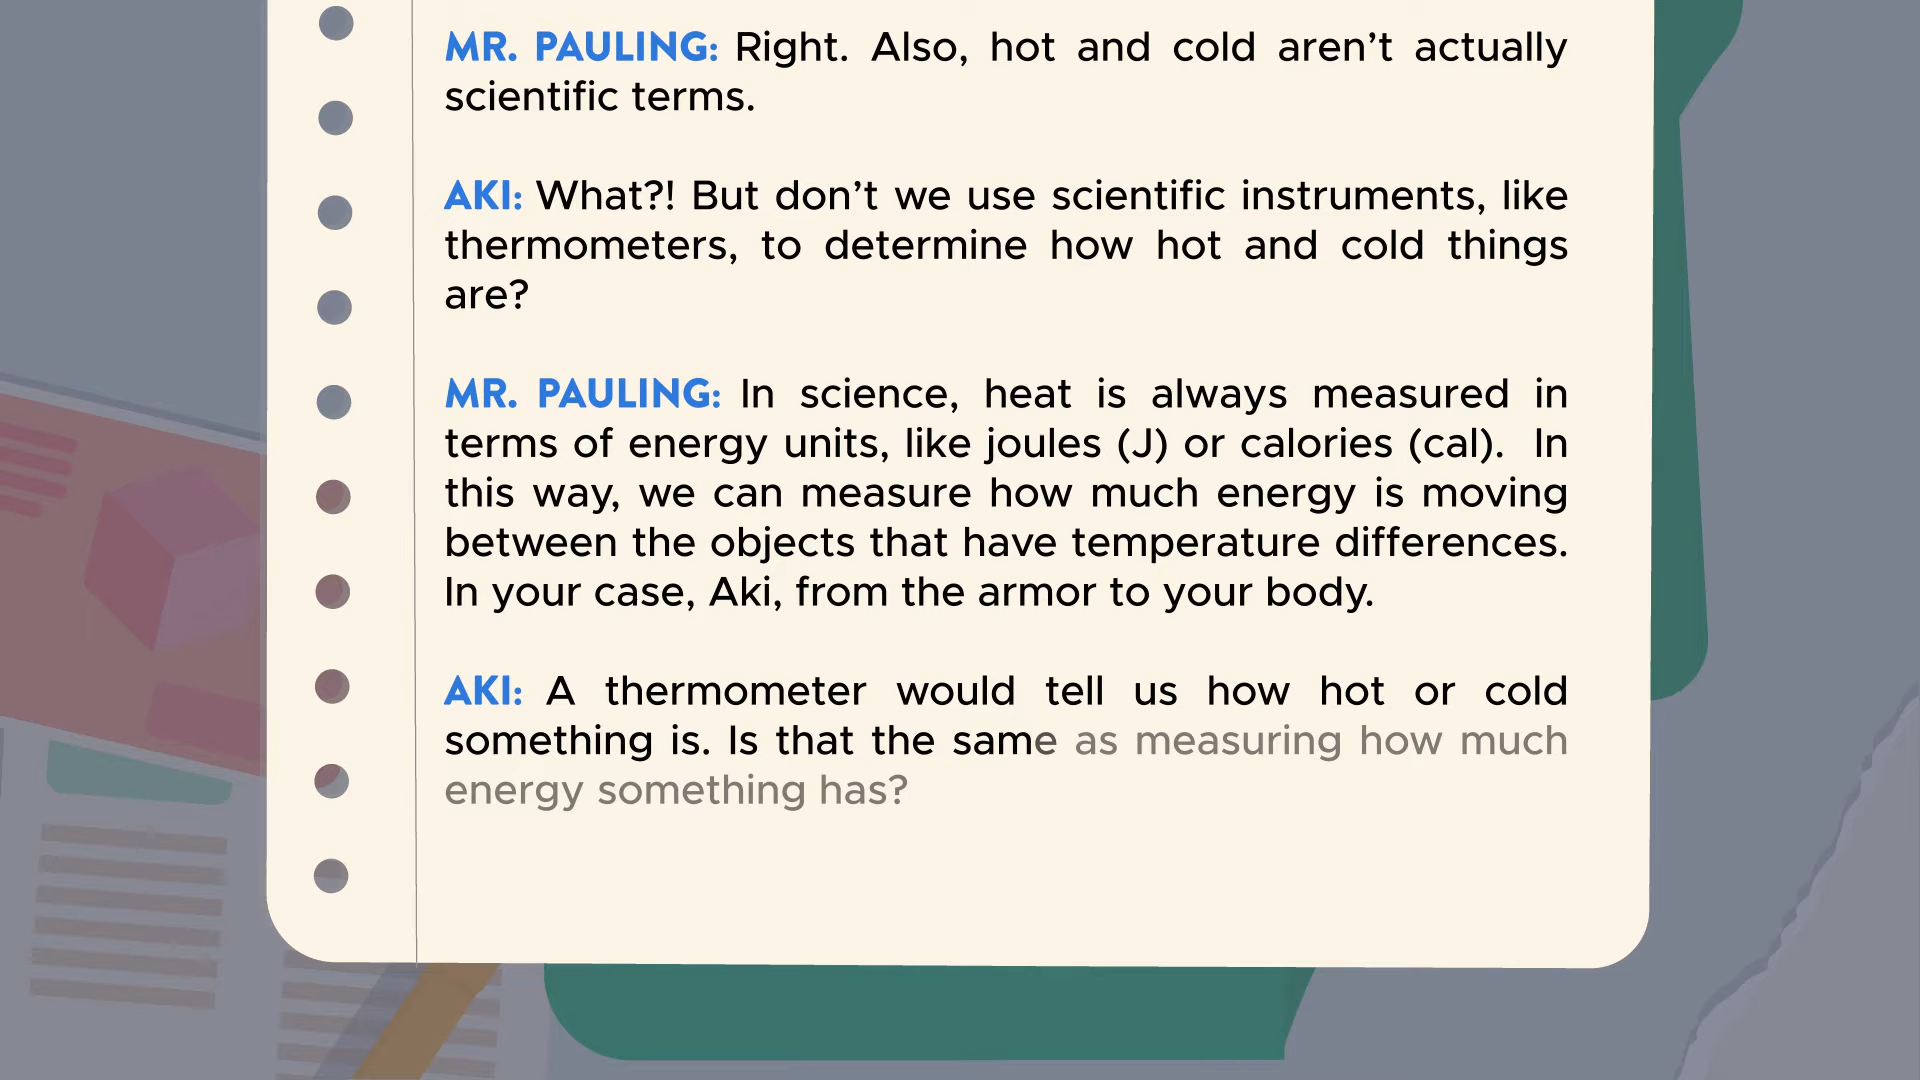 MR. PAULING: Right. Also, hot and cold aren’t actually
scientific terms.
AKI: What?! But don’t we use scientific instruments, like
thermometers, to determine how hot and cold things
are?
MR. PAULING: In science, heat is always measured in
terms of energy units, like joules (J) or calories (cal).  In
this way, we can measure how much energy is moving
between the objects that have temperature differences.
In your case, Aki, from the armor to your body.
AKI: A thermometer would tell us how hot or cold
something is. Is that the same as measuring how much
energy something has?